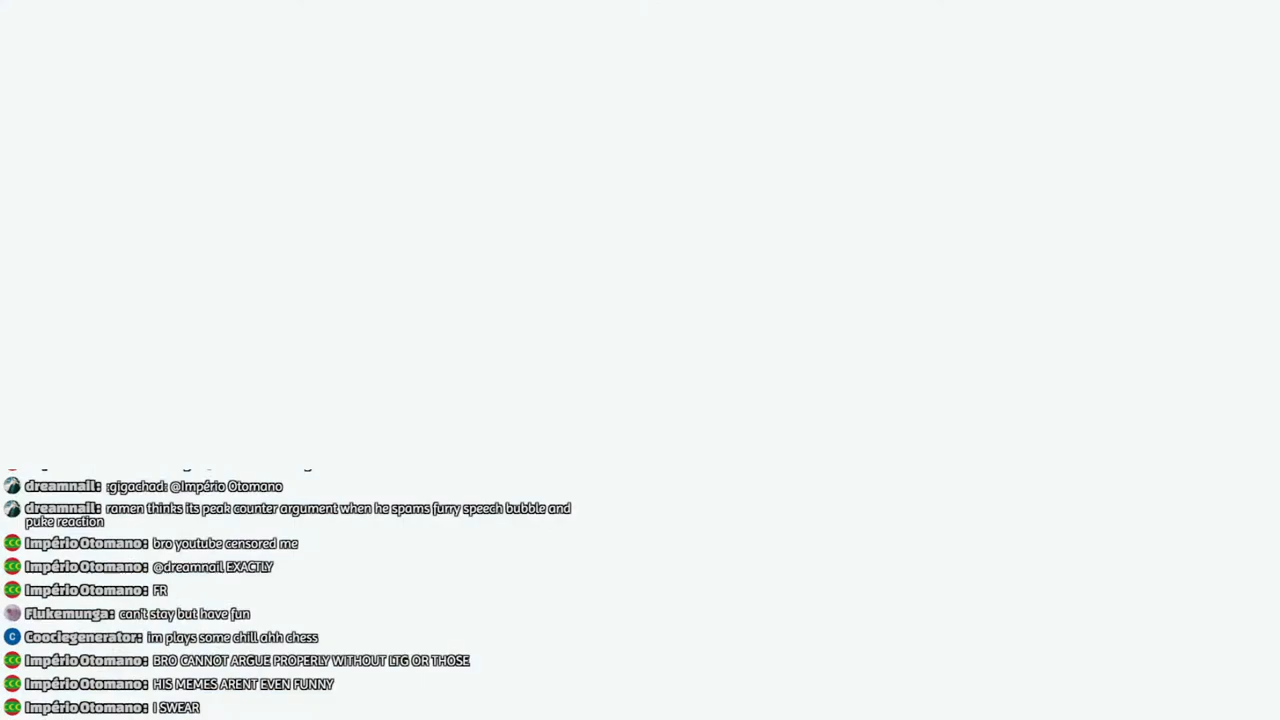 dreamnail: :gigachad: @Império Otomano
dreamnail: ramen thinks its peak counter argument when he spams furry speech bubble and
puke reaction
Império Otomano: bro youtube censored me
Império Otomano: @dreamnail EXACTLY
Império Otomano: FR
Flukemunga: can't stay but have fun
C Cooclegenerator: im plays some chill ahh chess
Império Otomano: BRO CANNOT ARGUE PROPERLY WITHOUT LTG OR THOSE
Império Otomano: HIS MEMES ARENT EVEN FUNNY
Império Otomano: I SWEAR